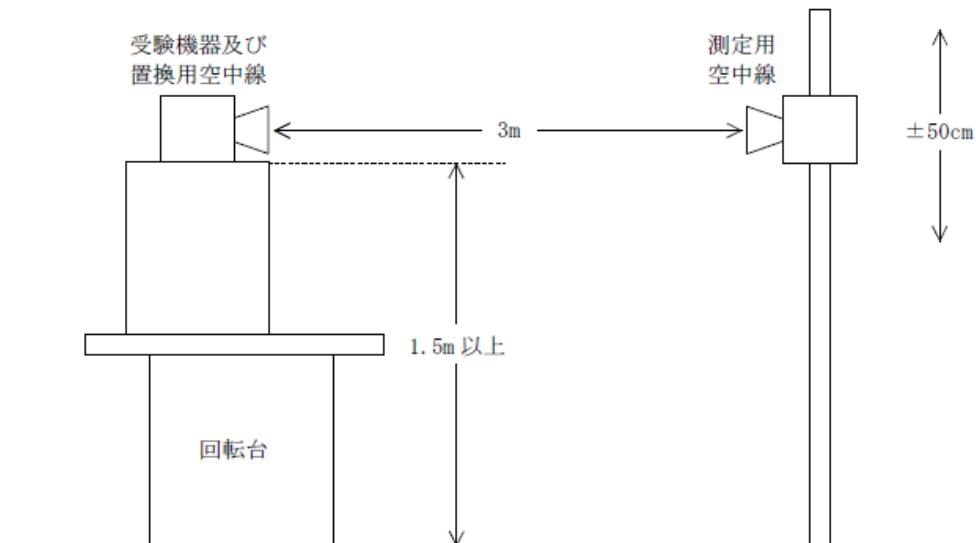 受験機器及び
置換用空中線
測定用
空中線
3m
±50cm
1.5m 以上
回転台